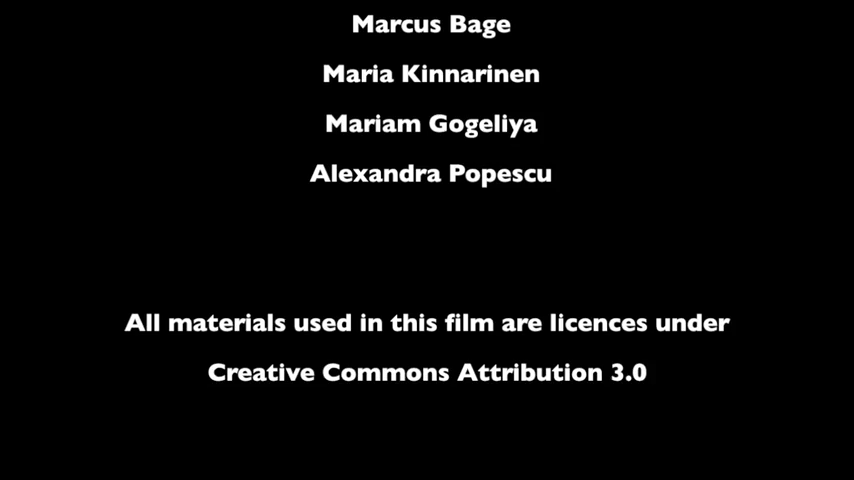 Marcus Bage
Maria Kinnarinen
Mariam Gogeliya
Alexandra Popescu
All materials used in this film are licences under
Creative Commons Attribution 3.0